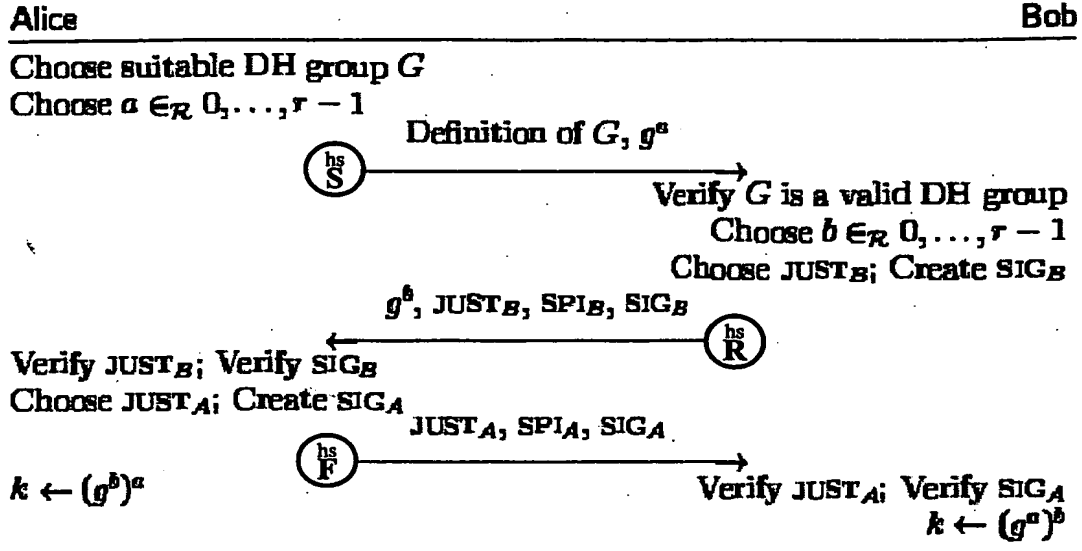 Alice Bob
Choose suitable DH group G
Choose a ∈_R 0,...,r − 1
Definition of G, g^a
hs
S
Verify G is a valid DH group
Choose b ∈_R 0,...,r − 1
Choose JUST_B; Create SIG_B
g^b, JUST_B, SPI_B, SIG_B
hs
R
Verify JUST_B; Verify SIG_B
Choose JUST_A; Create SIG_A
JUST_A, SPI_A, SIG_A
hs
F
k ← (g^b)^a
Verify JUST_A; Verify SIG_A
k ← (g^a)^b